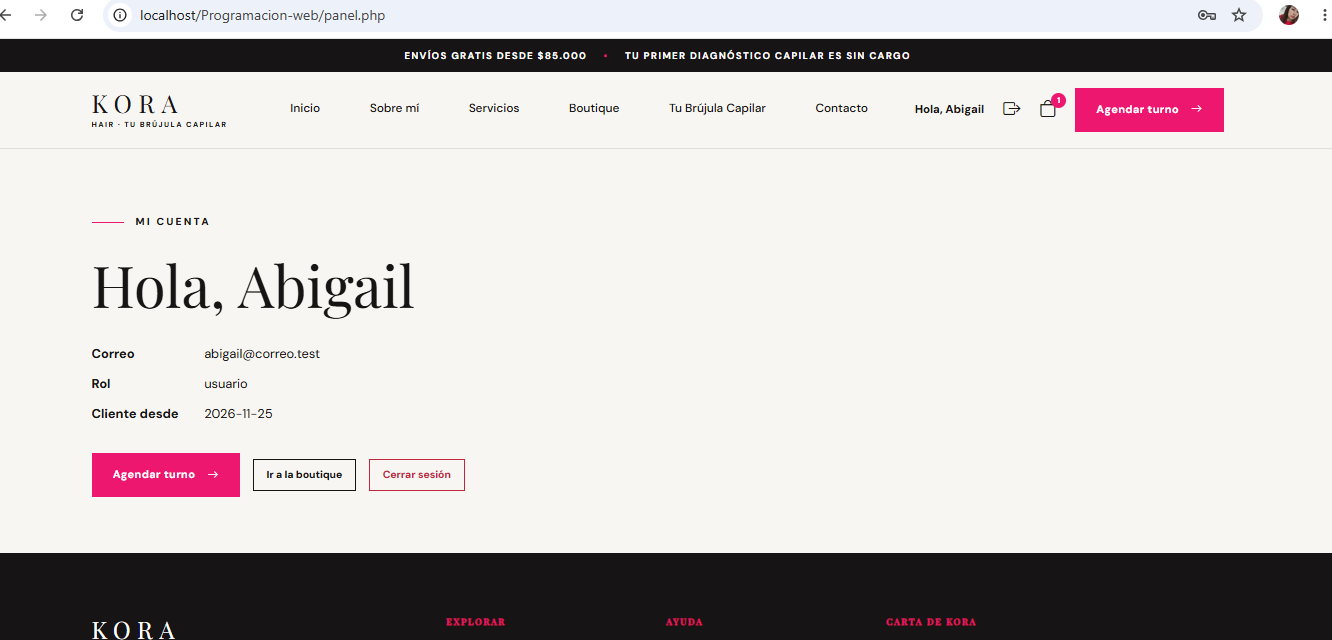 localhost/Programacion-web/panel.php
ENVÍOS GRATIS DESDE $85.000 • TU PRIMER DIAGNÓSTICO CAPILAR ES SIN CARGO
KORA
HAIR · TU BRÚJULA CAPILAR
Inicio Sobre mí Servicios Boutique Tu Brújula Capilar Contacto Hola, Abigail 1 Agendar turno →
MI CUENTA
Hola, Abigail
Correo abigail@correo.test
Rol usuario
Cliente desde 2026-11-25
Agendar turno → Ir a la boutique Cerrar sesión
KORA EXPLORAR AYUDA CARTA DE KORA